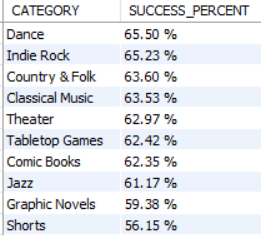 CATEGORY SUCCESS_PERCENT
Dance 65.50 %
Indie Rock 65.23 %
Country & Folk 63.60 %
Classical Music 63.53 %
Theater 62.97 %
Tabletop Games 62.42 %
Comic Books 62.35 %
Jazz 61.17 %
Graphic Novels 59.38 %
Shorts 56.15 %